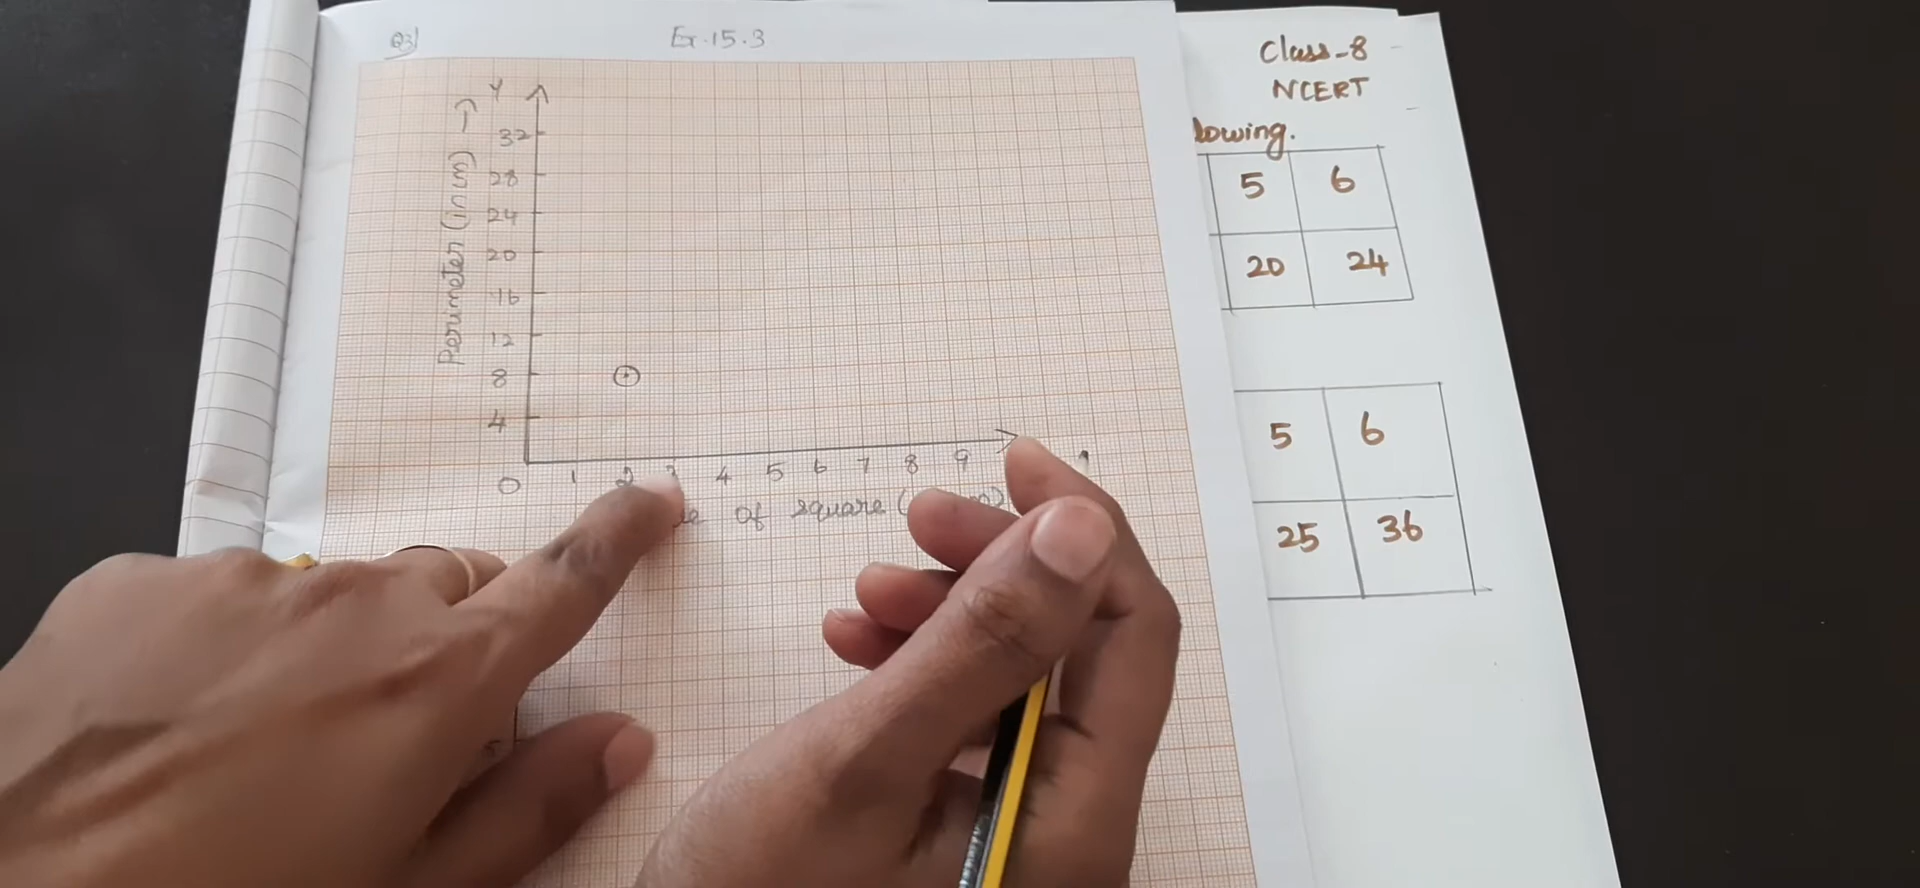 Q3)
Ex.15.3
Class-8
NCERT
lowing.
5 6
20 24
5 6
25 36
Y
32
28
24
20
16
12
8
4
Perimeter (in m) →
0 1 2 3 4 5 6 7 8 9
of square (